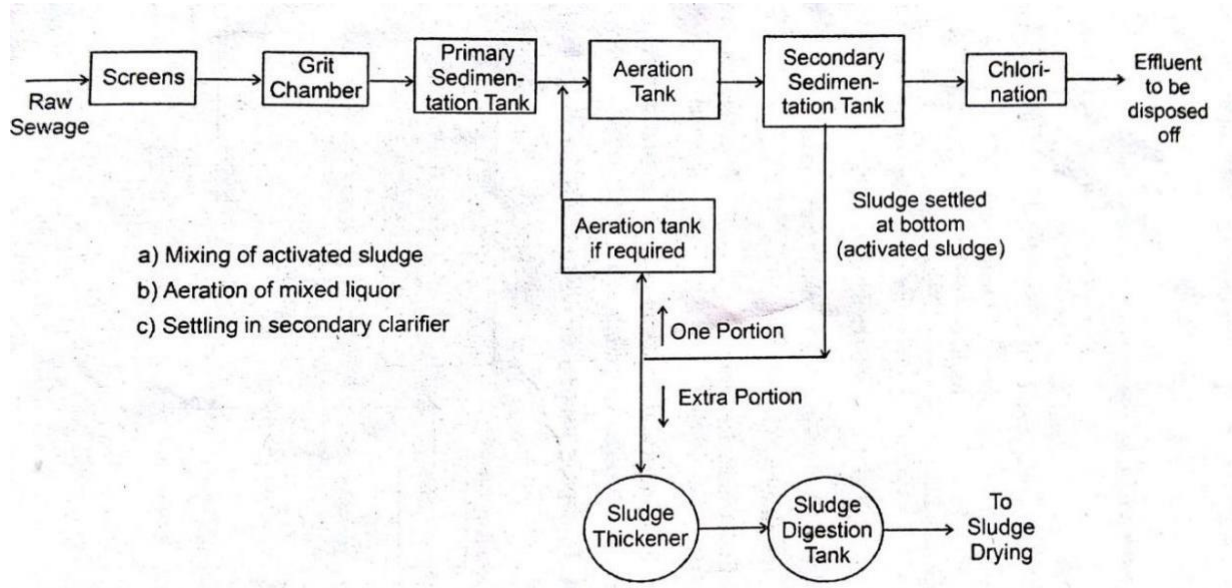 Raw
Sewage
Screens
Grit
Chamber
Primary
Sedimen-
tation Tank
Aeration
Tank
Secondary
Sedimen-
tation Tank
Chlori-
nation
Effluent
to be
disposed
off
Aeration tank
if required
Sludge settled
at bottom
(activated sludge)
a) Mixing of activated sludge
b) Aeration of mixed liquor
c) Settling in secondary clarifier
One Portion
Extra Portion
Sludge
Thickener
Sludge
Digestion
Tank
To
Sludge
Drying